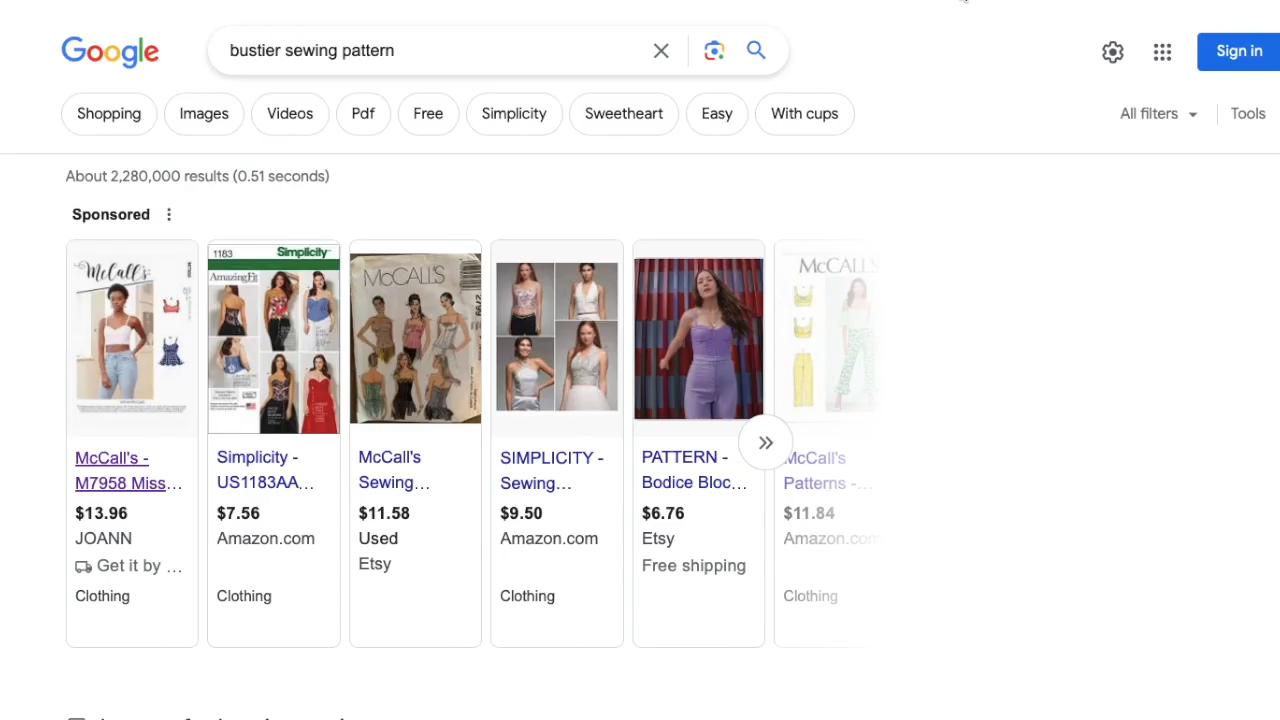 Google
bustier sewing pattern
Sign in
Shopping
Images
Videos
Pdf
Free
Simplicity
Sweetheart
Easy
With cups
All filters
Tools
About 2,280,000 results (0.51 seconds)
Sponsored
McCall's
1183 Simplicity
AmazingFit
McCALL'S
2799
McCALL'S
McCall's -
M7958 Miss...
$13.96
JOANN
Get it by ...
Clothing
Simplicity -
US1183AA...
$7.56
Amazon.com
Clothing
McCall's
Sewing...
$11.58
Used
Etsy
SIMPLICITY -
Sewing...
$9.50
Amazon.com
Clothing
PATTERN -
Bodice Bloc...
$6.76
Etsy
Free shipping
McCall's
Patterns -...
$11.84
Amazon.com
Clothing